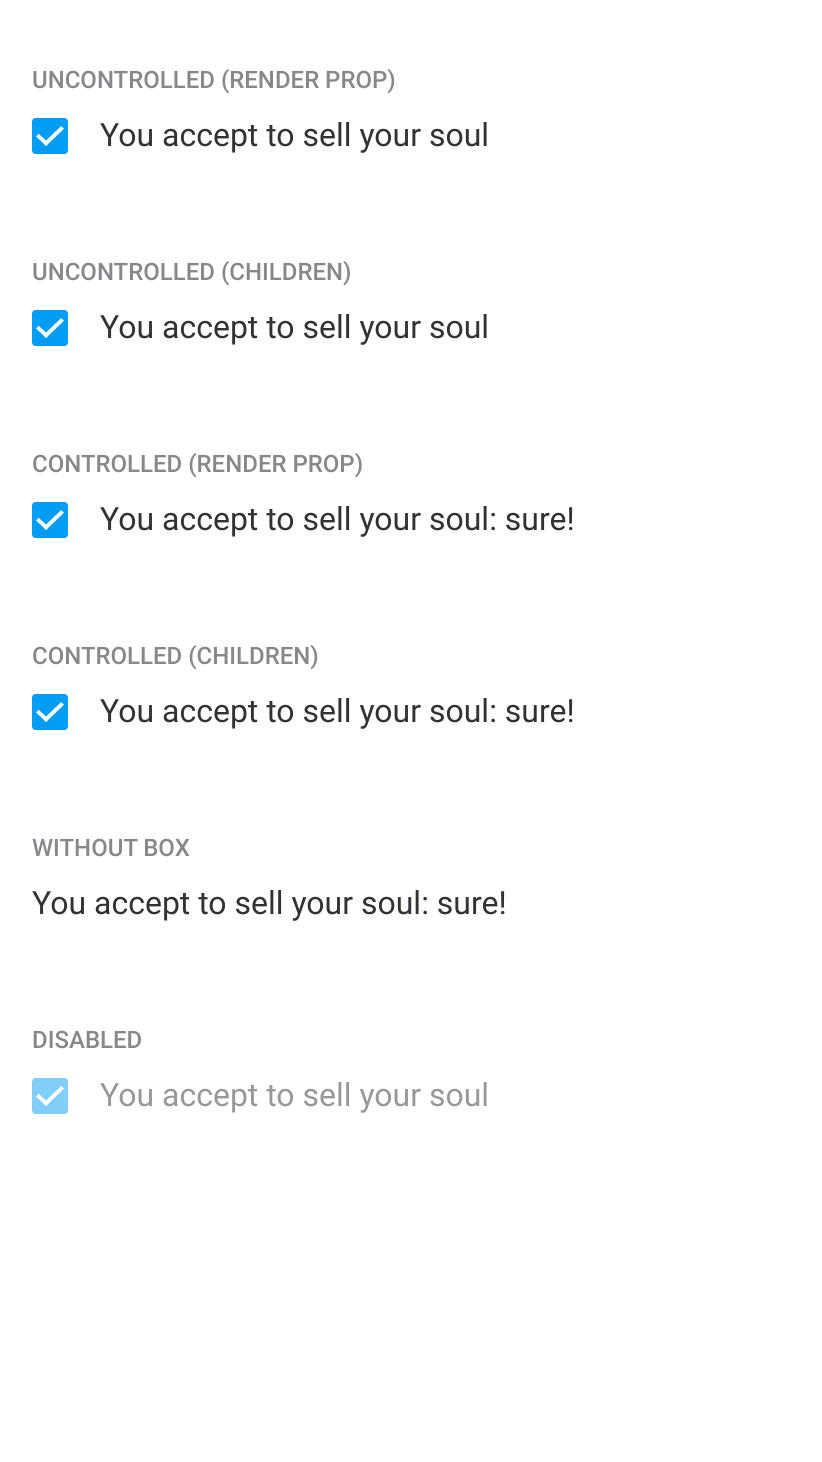 UNCONTROLLED (RENDER PROP)
You accept to sell your soul
UNCONTROLLED (CHILDREN)
You accept to sell your soul
CONTROLLED (RENDER PROP)
You accept to sell your soul: sure!
CONTROLLED (CHILDREN)
You accept to sell your soul: sure!
WITHOUT BOX
You accept to sell your soul: sure!
DISABLED
You accept to sell your soul